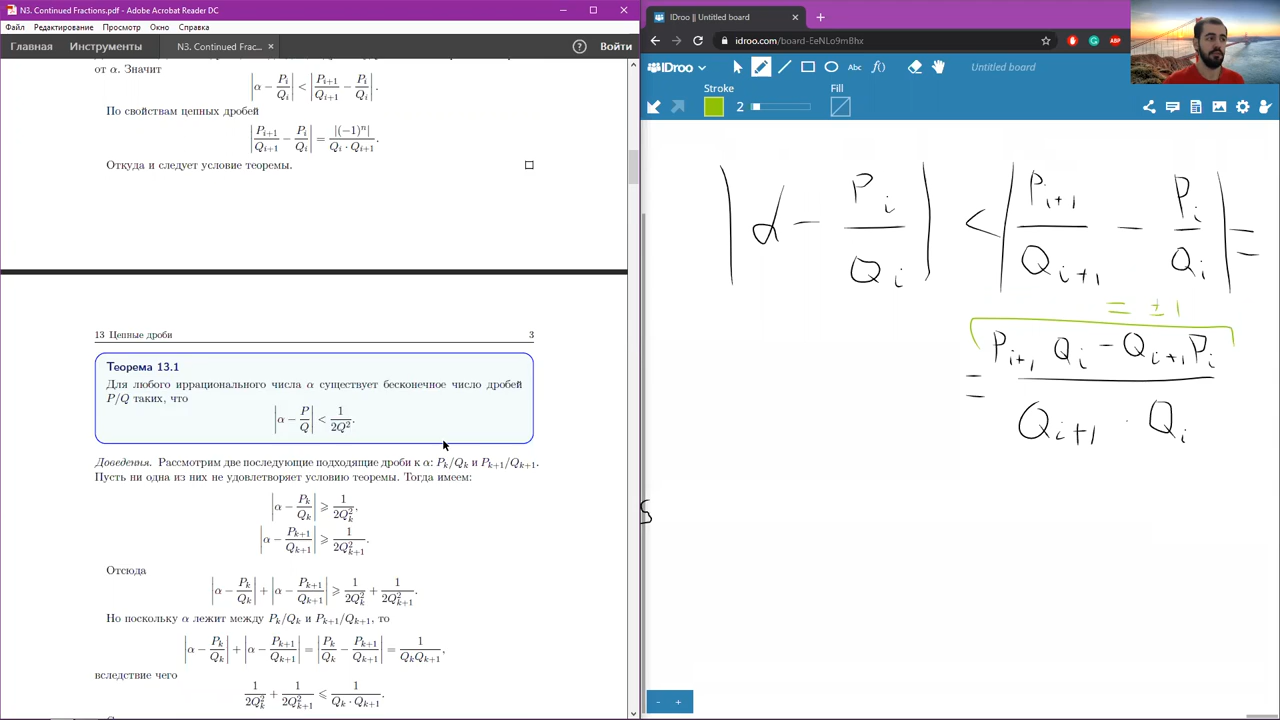 N3. Continued Fractions.pdf - Adobe Acrobat Reader DC
Файл Редактирование Просмотр Окно Справка
Главная Инструменты N3. Continued Frac... × Войти
от α. Значит
|α − P_i/Q_i| < |P_{i+1}/Q_{i+1} − P_i/Q_i|.
По свойствам цепных дробей
|P_{i+1}/Q_{i+1} − P_i/Q_i| = |(−1)^n|/(Q_i · Q_{i+1}).
Откуда и следует условие теоремы. □
13 Цепные дроби 3
Теорема 13.1
Для любого иррационального числа α существует бесконечное число дробей
P/Q таких, что
|α − P/Q| < 1/(2Q²).
Доведення. Рассмотрим две последующие подходящие дроби к α: P_k/Q_k и P_{k+1}/Q_{k+1}.
Пусть ни одна из них не удовлетворяет условию теоремы. Тогда имеем:
|α − P_k/Q_k| ⩾ 1/(2Q_k²),
|α − P_{k+1}/Q_{k+1}| ⩾ 1/(2Q_{k+1}²).
Отсюда
|α − P_k/Q_k| + |α − P_{k+1}/Q_{k+1}| ⩾ 1/(2Q_k²) + 1/(2Q_{k+1}²).
Но поскольку α лежит между P_k/Q_k и P_{k+1}/Q_{k+1}, то
|α − P_k/Q_k| + |α − P_{k+1}/Q_{k+1}| = |P_k/Q_k − P_{k+1}/Q_{k+1}| = 1/(Q_kQ_{k+1}),
вследствие чего
1/(2Q_k²) + 1/(2Q_{k+1}²) ⩽ 1/(Q_k · Q_{k+1}).
IDroo || Untitled board
idroo.com/board-EeNLo9mBhx
IDroo Abc f() Untitled board
Stroke Fill
2
|α − P_i/Q_i| < |P_{i+1}/Q_{i+1} − P_i/Q_i| =
= ±1
= (P_{i+1} Q_i − Q_{i+1} P_i)/(Q_{i+1} · Q_i)
- +